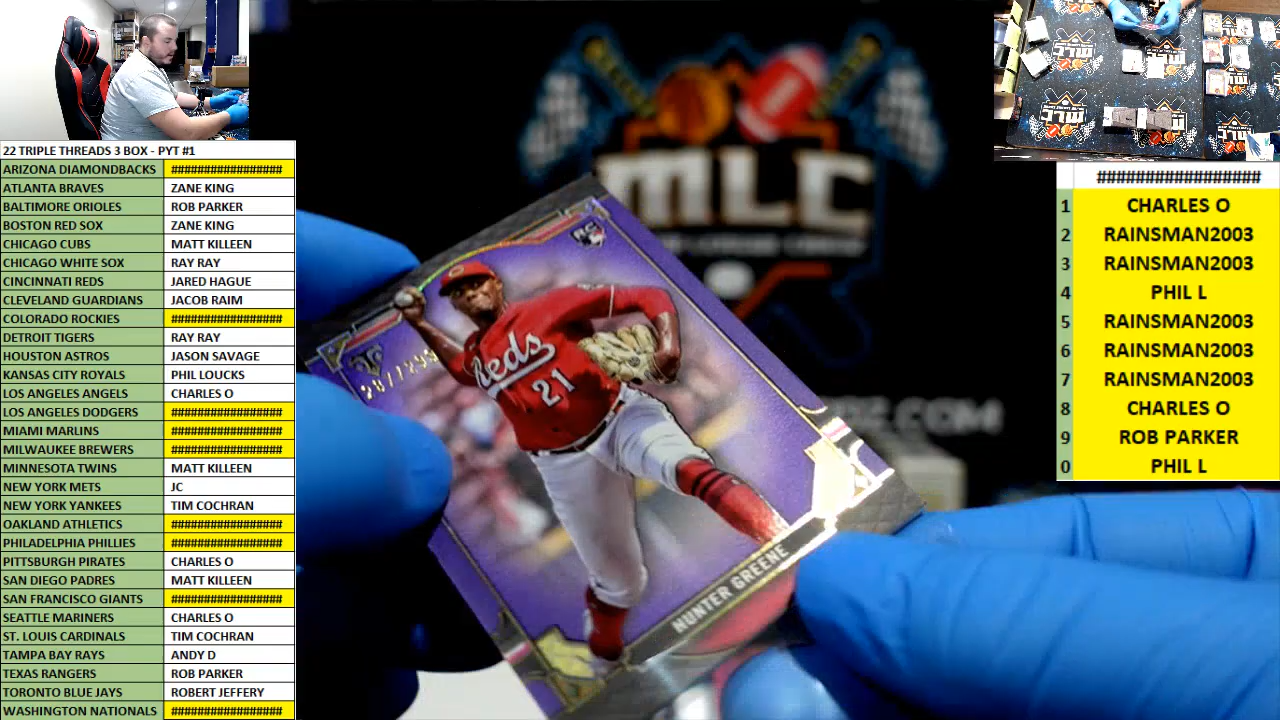 22 TRIPLE THREADS 3 BOX - PYT #1
ARIZONA DIAMONDBACKS #################
ATLANTA BRAVES ZANE KING
BALTIMORE ORIOLES ROB PARKER
BOSTON RED SOX ZANE KING
CHICAGO CUBS MATT KILLEEN
CHICAGO WHITE SOX RAY RAY
CINCINNATI REDS JARED HAGUE
CLEVELAND GUARDIANS JACOB RAIM
COLORADO ROCKIES #################
DETROIT TIGERS RAY RAY
HOUSTON ASTROS JASON SAVAGE
KANSAS CITY ROYALS PHIL LOUCKS
LOS ANGELES ANGELS CHARLES O
LOS ANGELES DODGERS #################
MIAMI MARLINS #################
MILWAUKEE BREWERS #################
MINNESOTA TWINS MATT KILLEEN
NEW YORK METS JC
NEW YORK YANKEES TIM COCHRAN
OAKLAND ATHLETICS #################
PHILADELPHIA PHILLIES #################
PITTSBURGH PIRATES CHARLES O
SAN DIEGO PADRES MATT KILLEEN
SAN FRANCISCO GIANTS #################
SEATTLE MARINERS CHARLES O
ST. LOUIS CARDINALS TIM COCHRAN
TAMPA BAY RAYS ANDY D
TEXAS RANGERS ROB PARKER
TORONTO BLUE JAYS ROBERT JEFFERY
WASHINGTON NATIONALS #################
MLC
RC
Reds
21
HUNTER GREENE
.COM
#################
1 CHARLES O
2 RAINSMAN2003
3 RAINSMAN2003
4 PHIL L
5 RAINSMAN2003
6 RAINSMAN2003
7 RAINSMAN2003
8 CHARLES O
9 ROB PARKER
0 PHIL L